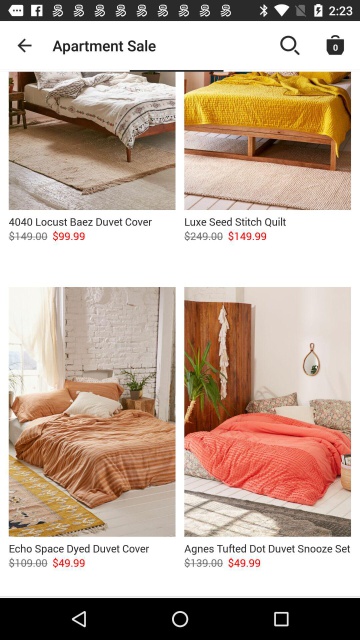 2:23
Apartment Sale
0
4040 Locust Baez Duvet Cover
$149.00 $99.99
Luxe Seed Stitch Quilt
$249.00 $149.99
Echo Space Dyed Duvet Cover
$109.00 $49.99
Agnes Tufted Dot Duvet Snooze Set
$139.00 $49.99